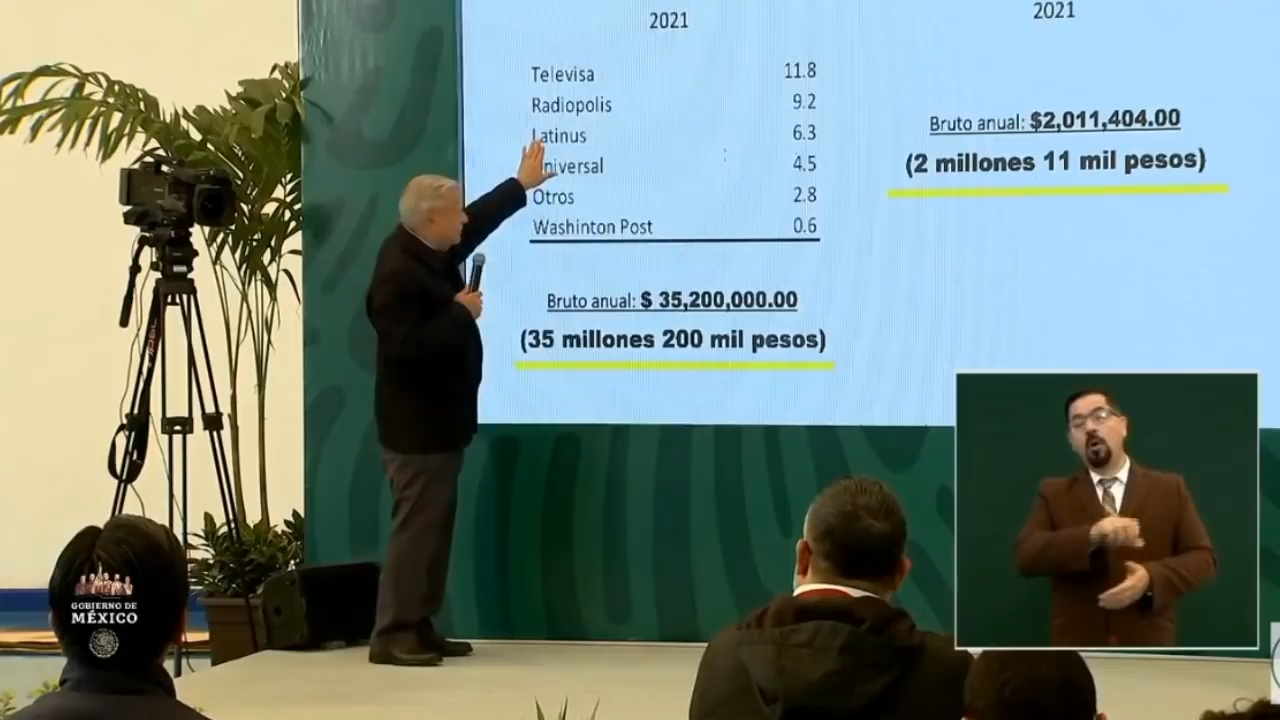 2021
Televisa 11.8
Radiopolis 9.2
Latinus 6.3
niversal 4.5
Otros 2.8
Washinton Post 0.6
Bruto anual: $ 35,200,000.00
(35 millones 200 mil pesos)
2021
Bruto anual: $2,011,404.00
(2 millones 11 mil pesos)
GOBIERNO DE
MÉXICO